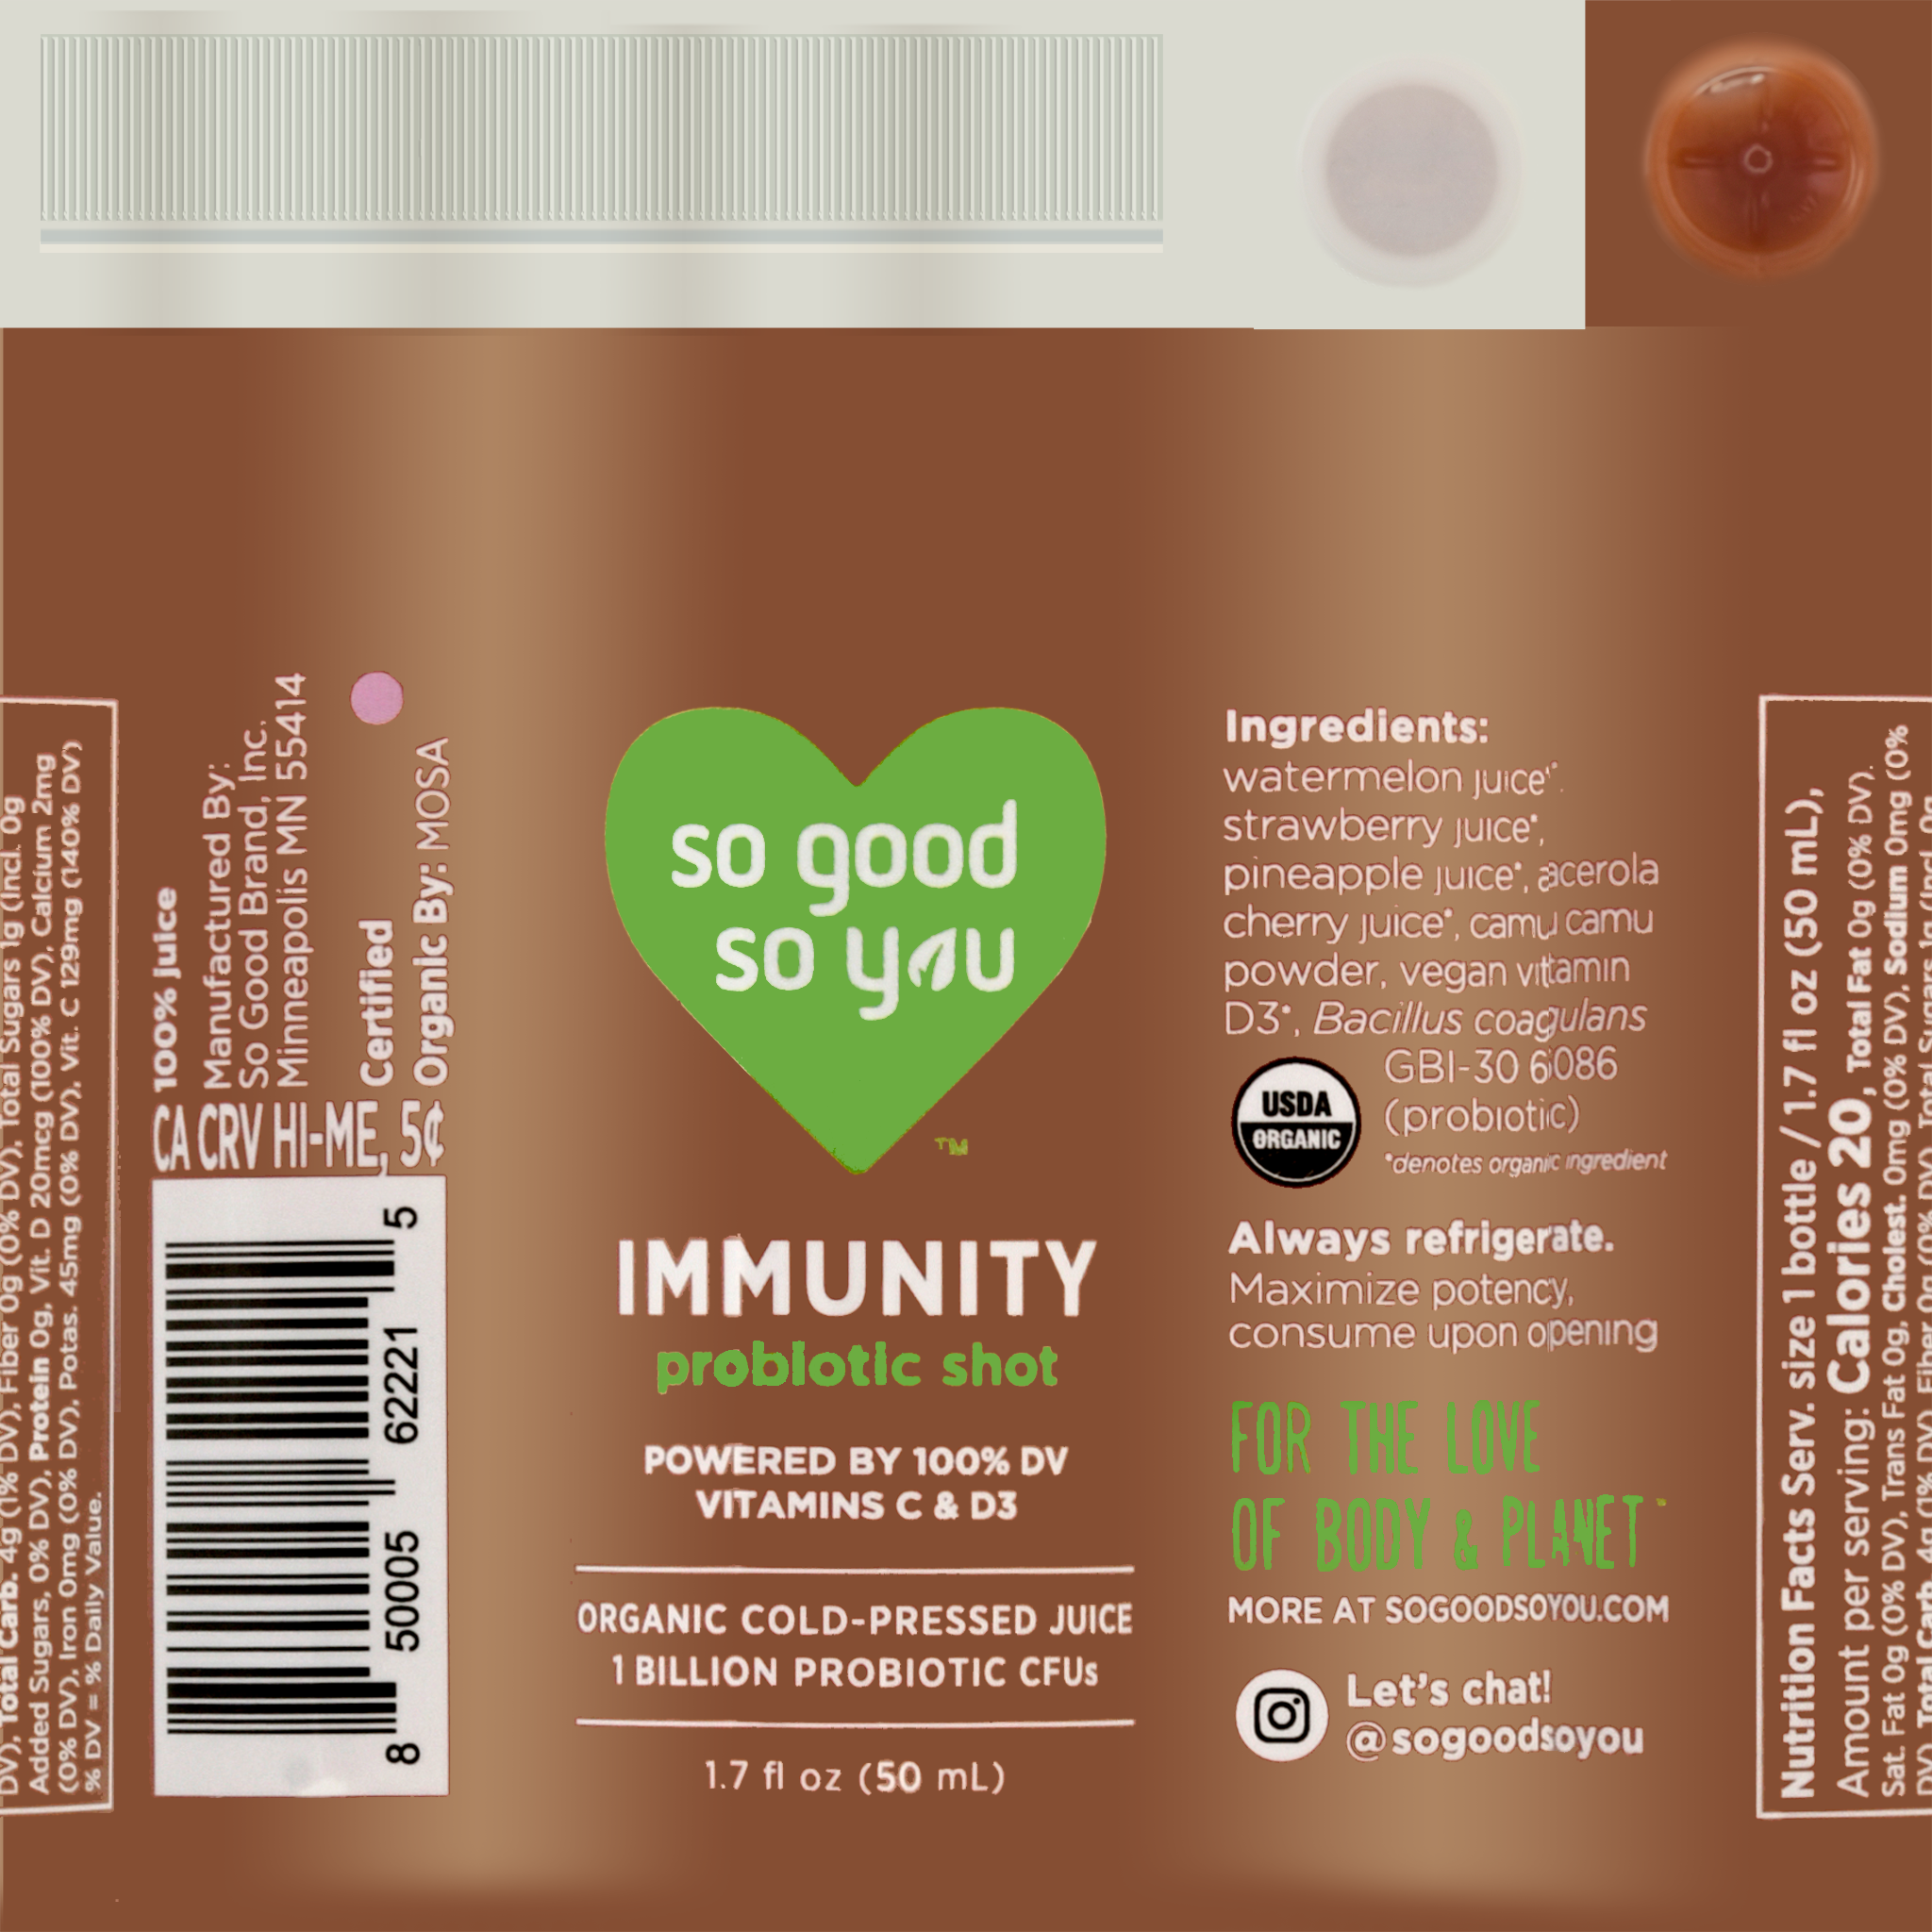 so good
so you
TM
IMMUNITY
probiotic shot
POWERED BY 100% DV
VITAMINS C & D3
ORGANIC COLD-PRESSED JUICE
1 BILLION PROBIOTIC CFUs
1.7 fl oz (50 mL)
Ingredients:
watermelon juice*,
strawberry juice*,
pineapple juice*, acerola
cherry juice*, camu camu
powder, vegan vitamin
D3*, Bacillus coagulans
GBI-30 6086
(probiotic)
*denotes organic ingredient
USDA
ORGANIC
Always refrigerate.
Maximize potency,
consume upon opening
FOR THE LOVE
OF BODY & PLANET
MORE AT SOGOODSOYOU.COM
Let's chat!
@sogoodsoyou
Nutrition Facts Serv. size 1 bottle / 1.7 fl oz (50 mL),
Amount per serving: Calories 20, Total Fat 0g (0% DV),
Sat. Fat 0g (0% DV), Trans Fat 0g, Cholest. 0mg (0% DV), Sodium 0mg (0%
DV), Total Carb. 4g (1% DV), Fiber 0g (0% DV), Total Sugars 1g (Incl. 0g
Added Sugars, 0% DV), Protein 0g, Vit. D 20mcg (100% DV), Calcium 2mg
(0% DV), Iron 0mg (0% DV), Potas. 45mg (0% DV), Vit. C 129mg (140% DV)
% DV = % Daily Value.
100% juice
Manufactured By:
So Good Brand, Inc.
Minneapolis MN 55414
Certified
Organic By: MOSA
CA CRV HI-ME, 5¢
8 50005 62221 5